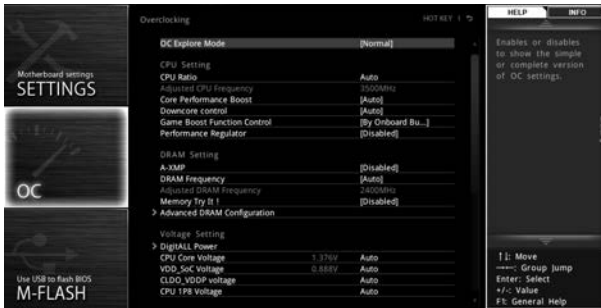 Overclocking
HOT KEY |
HELP
INFO
OC Explore Mode [Normal]
CPU Setting
CPU Ratio Auto
Adjusted CPU Frequency 3500MHz
Core Performance Boost [Auto]
Downcore control [Auto]
Game Boost Function Control [By Onboard Bu...]
Performance Regulator [Disabled]
DRAM Setting
A-XMP [Disabled]
DRAM Frequency [Auto]
Adjusted DRAM Frequency 2400MHz
Memory Try It ! [Disabled]
> Advanced DRAM Configuration
Voltage Setting
> DigitALL Power
CPU Core Voltage 1.376V Auto
VDD_SoC Voltage 0.888V Auto
CLDO_VDDP voltage Auto
CPU 1P8 Voltage Auto
Motherboard settings
SETTINGS
OC
Use USB to flash BIOS
M-FLASH
Enables or disables
to show the simple
or complete version
of OC settings.
↑↓: Move
→←: Group Jump
Enter: Select
+/-: Value
F1: General Help